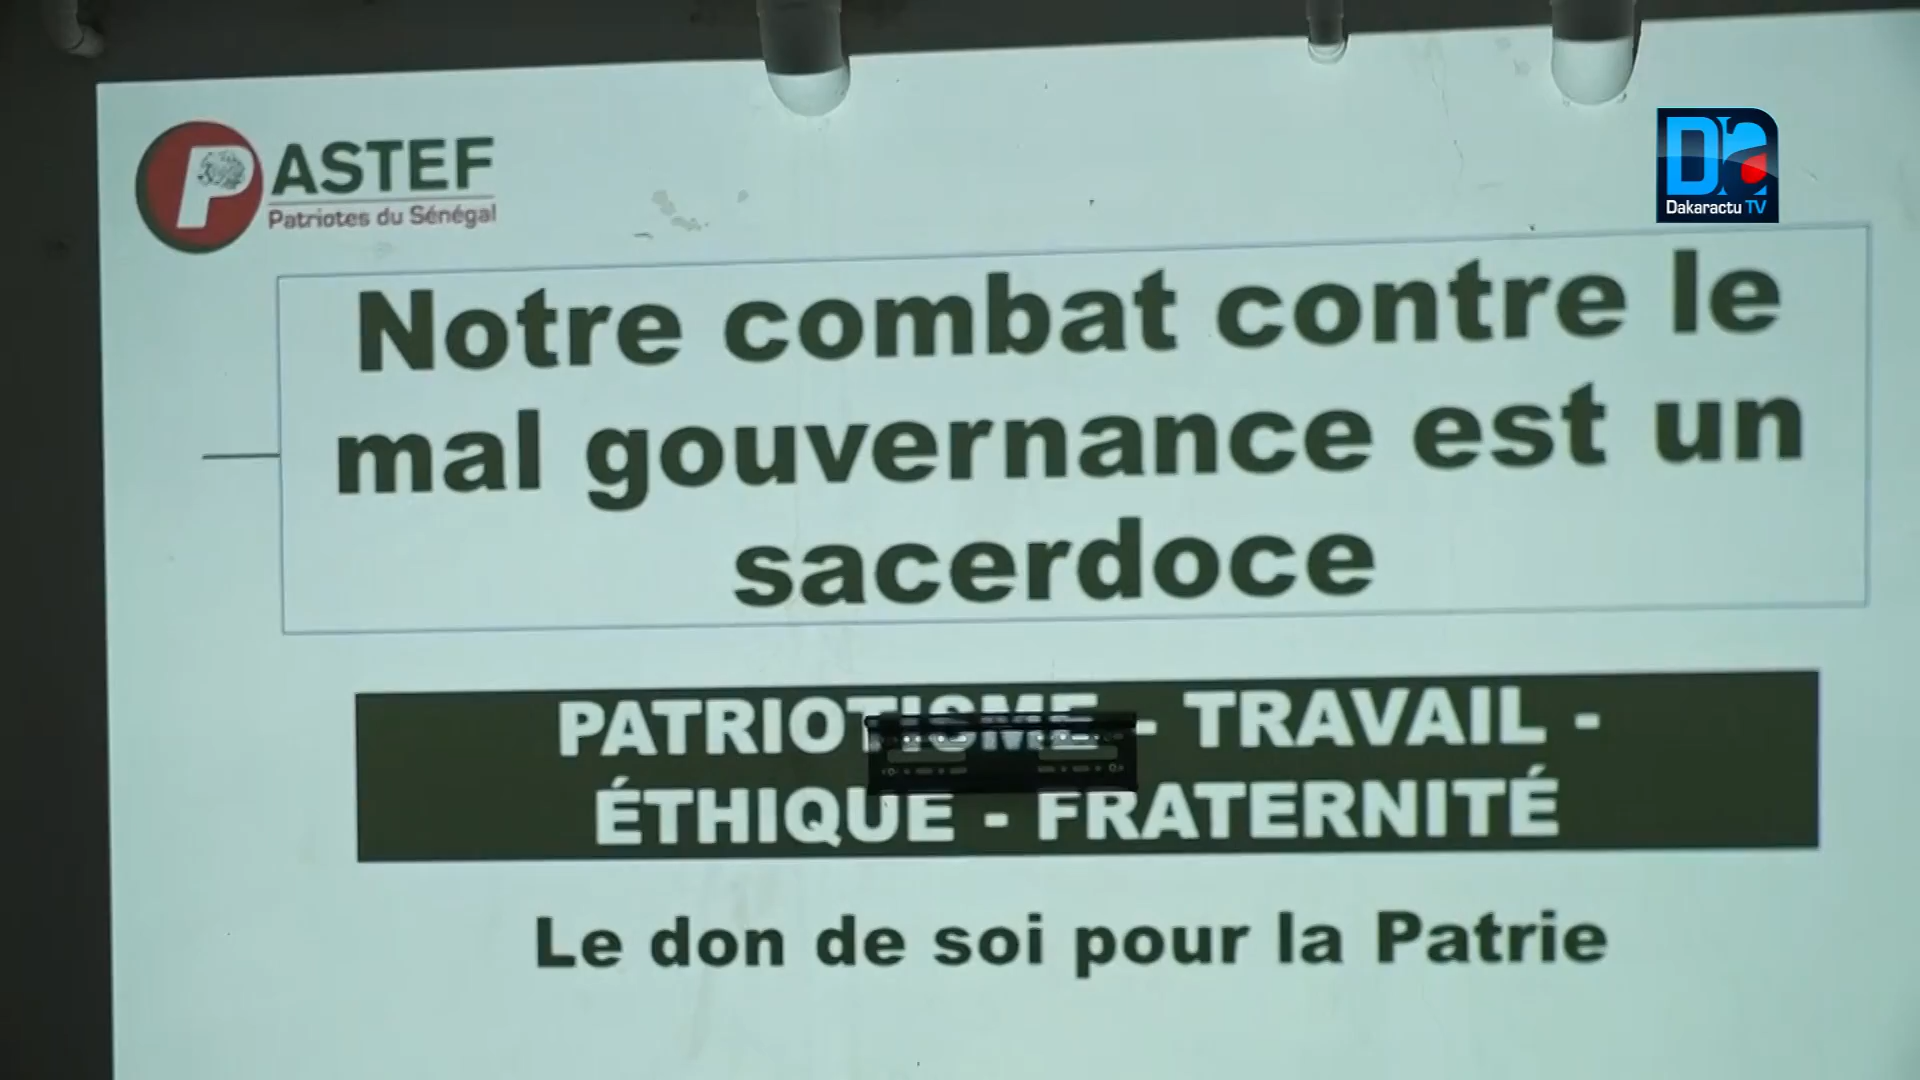 PASTEF
Patriotes du Sénégal
Dakaractu TV
Notre combat contre le
mal gouvernance est un
sacerdoce
PATRIOTISME - TRAVAIL -
ÉTHIQUE - FRATERNITÉ
Le don de soi pour la Patrie